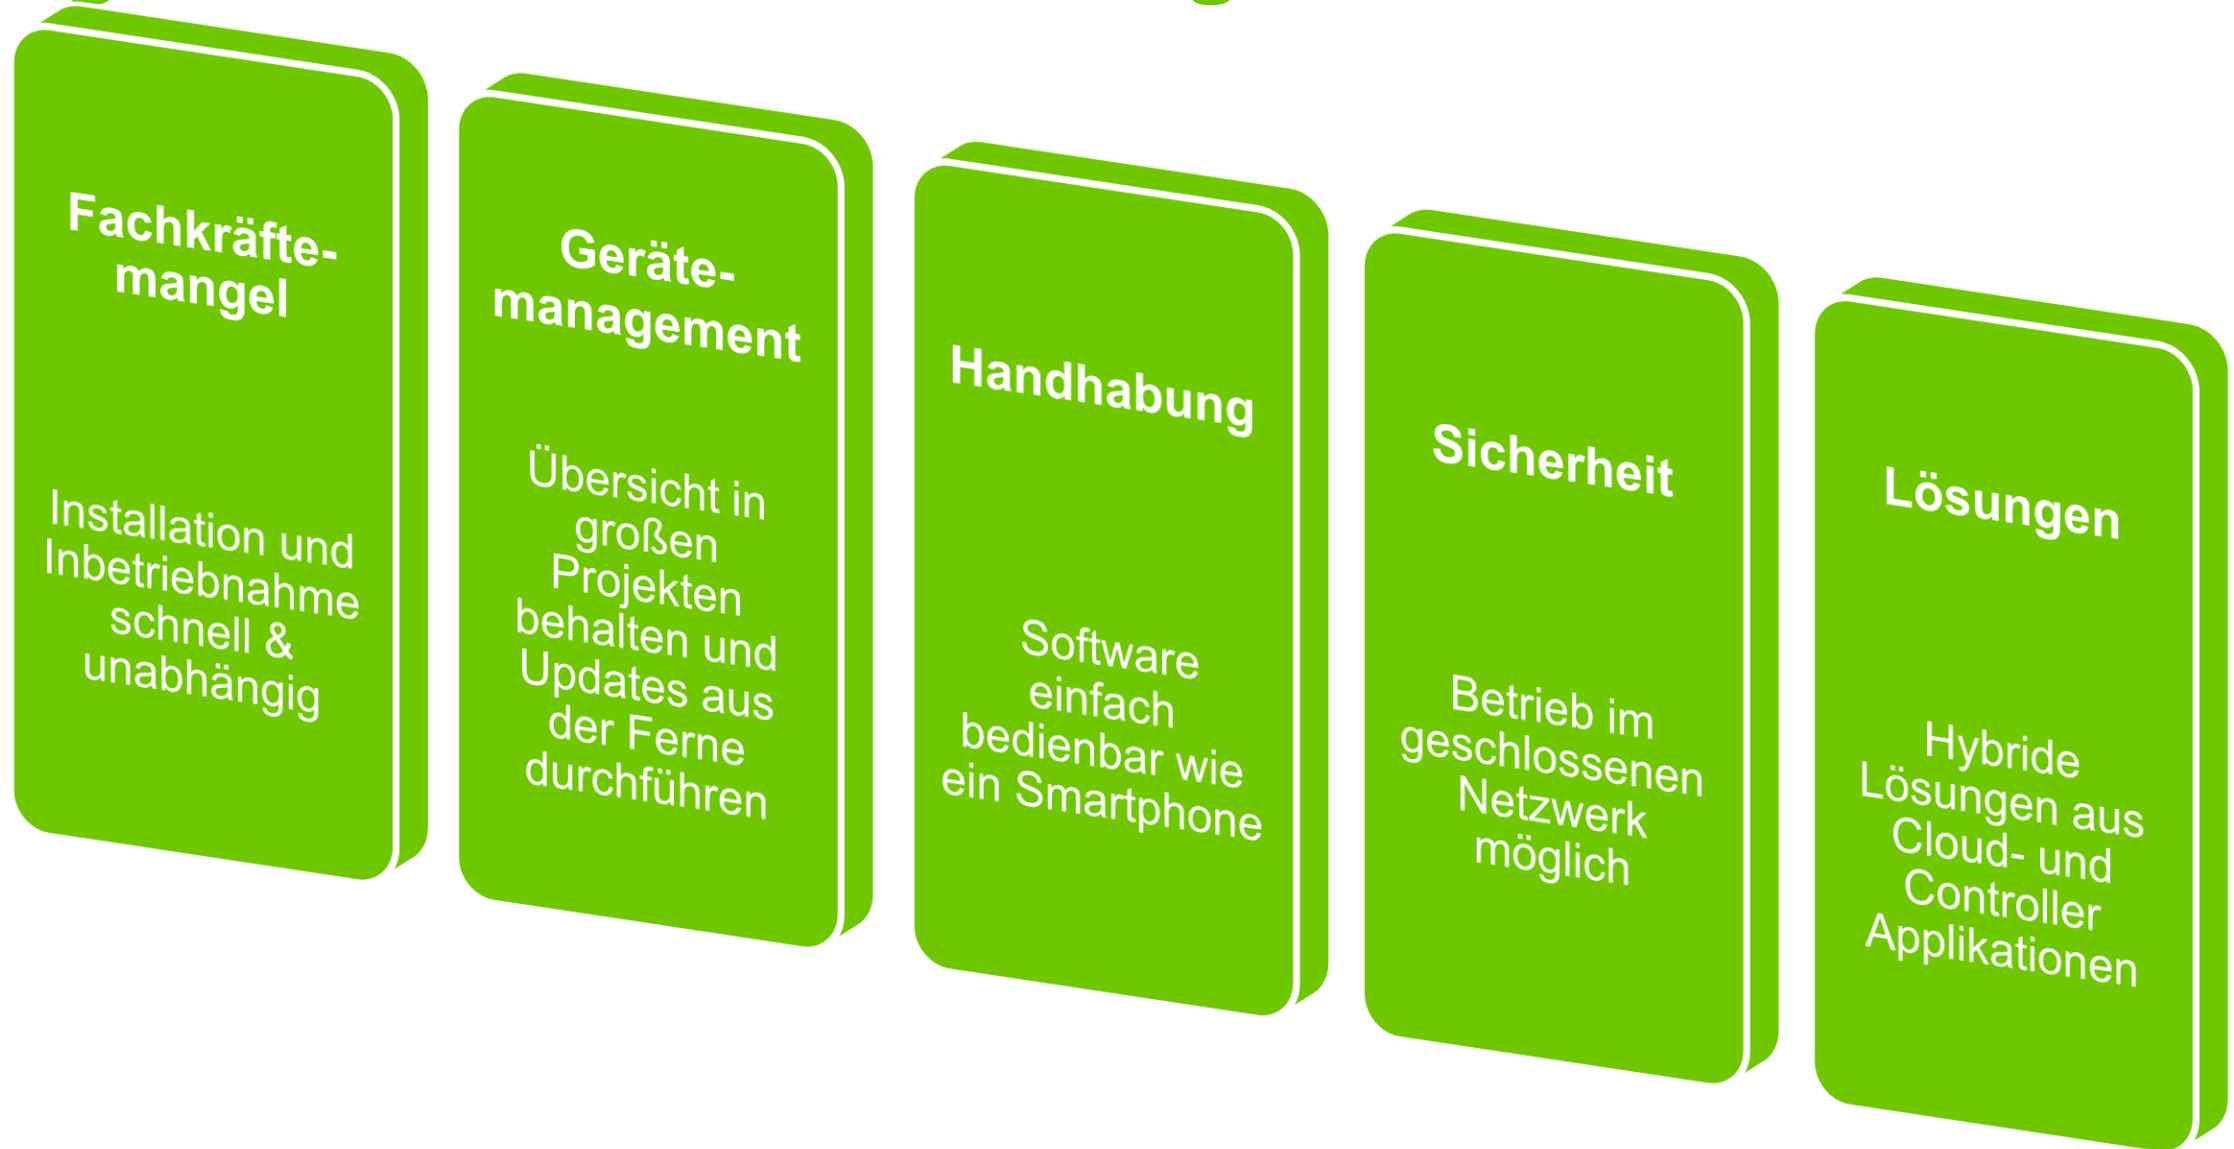 Fachkräfte-
mangel
Installation und
Inbetriebnahme
schnell &
unabhängig
Geräte-
management
Übersicht in
großen
Projekten
behalten und
Updates aus
der Ferne
durchführen
Handhabung
Software
einfach
bedienbar wie
ein Smartphone
Sicherheit
Betrieb im
geschlossenen
Netzwerk
möglich
Lösungen
Hybride
Lösungen aus
Cloud- und
Controller
Applikationen